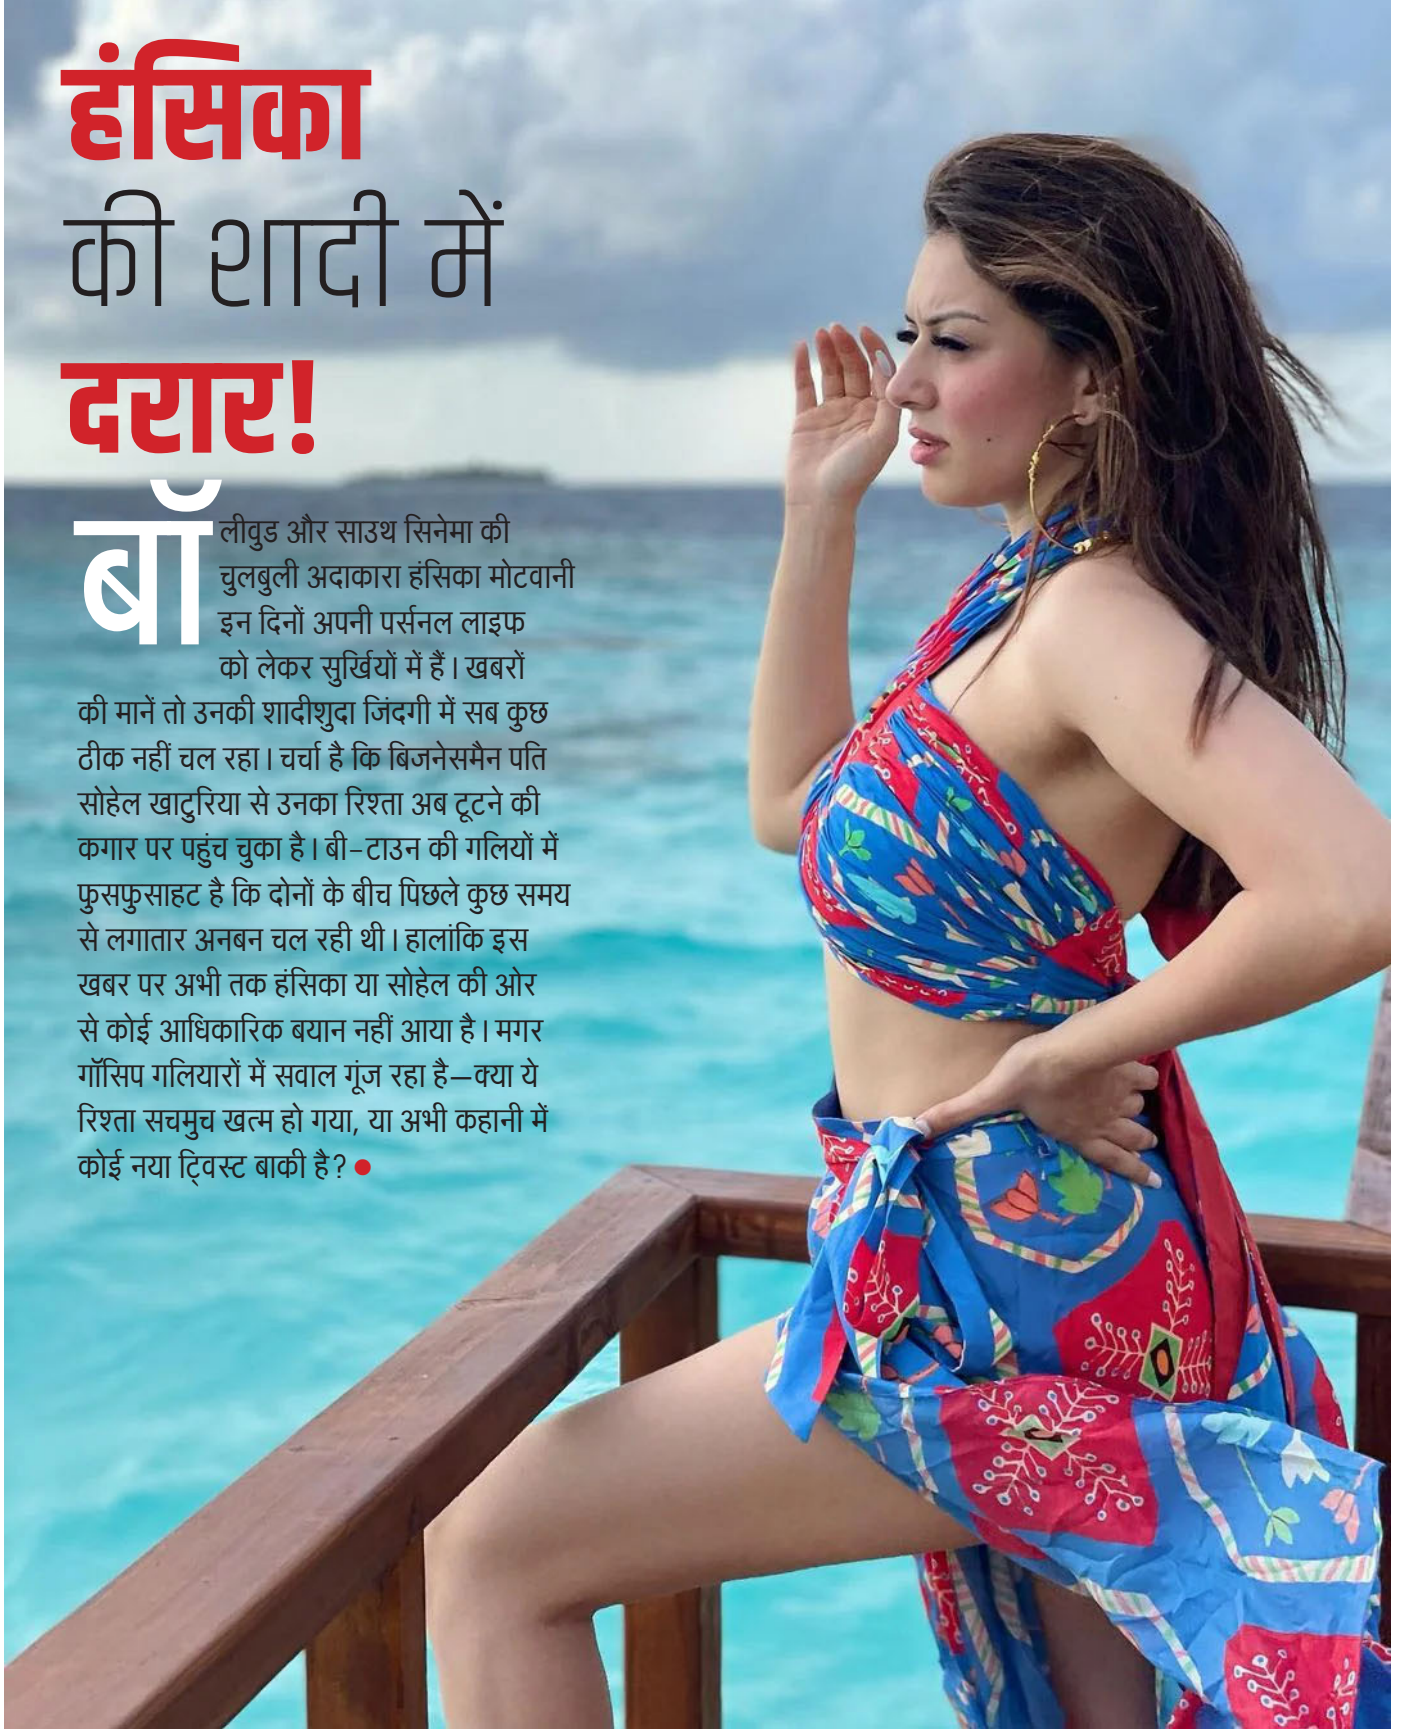 हंसिका
की शादी में
दरार!
बॉलीवुड और साउथ सिनेमा की
चुलबुली अदाकारा हंसिका मोटवानी
इन दिनों अपनी पर्सनल लाइफ
को लेकर सुर्खियों में हैं। खबरों
की मानें तो उनकी शादीशुदा जिंदगी में सब कुछ
ठीक नहीं चल रहा। चर्चा है कि बिजनेसमैन पति
सोहेल खाटुरिया से उनका रिश्ता अब टूटने की
कगार पर पहुंच चुका है। बी-टाउन की गलियों में
फुसफुसाहट है कि दोनों के बीच पिछले कुछ समय
से लगातार अनबन चल रही थी। हालांकि इस
खबर पर अभी तक हंसिका या सोहेल की ओर
से कोई आधिकारिक बयान नहीं आया है। मगर
गॉसिप गलियारों में सवाल गूंज रहा है—क्या ये
रिश्ता सचमुच खत्म हो गया, या अभी कहानी में
कोई नया ट्विस्ट बाकी है?